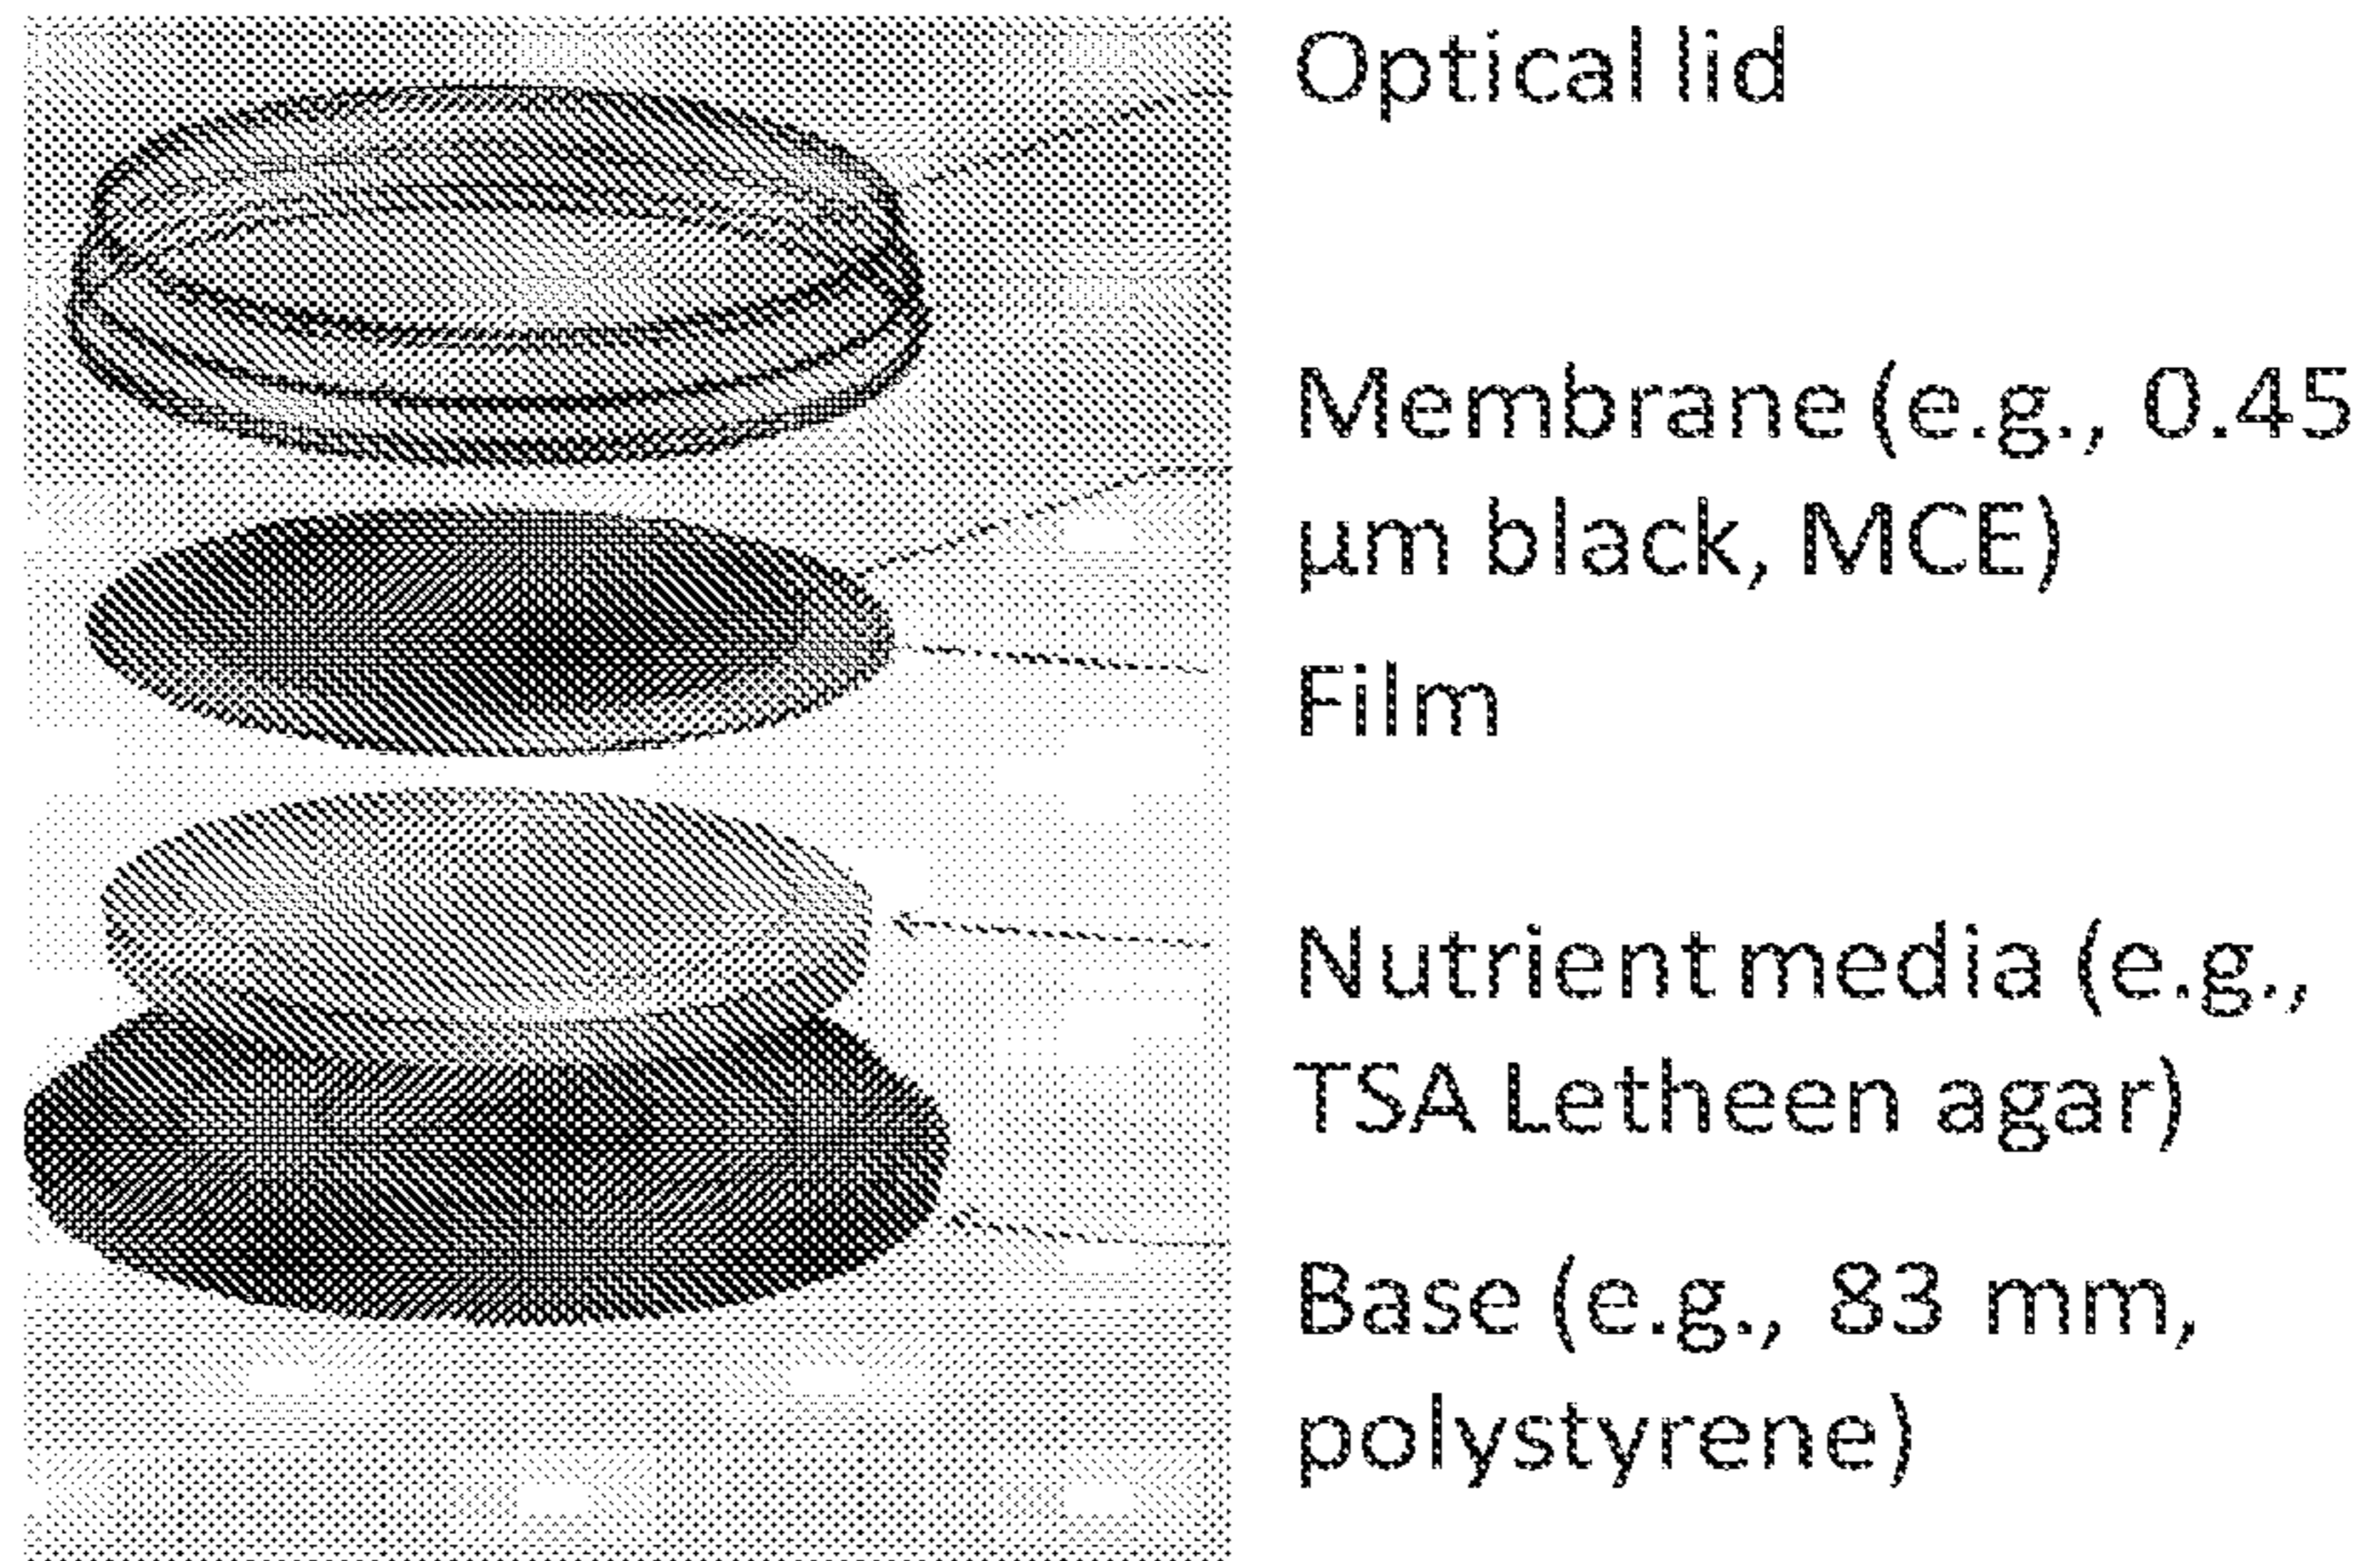 Optical lid
Membrane (e.g., 0.45
µm black, MCE)
Film
Nutrient media (e.g.,
TSA Letheen agar)
Base (e.g., 83 mm,
polystyrene)